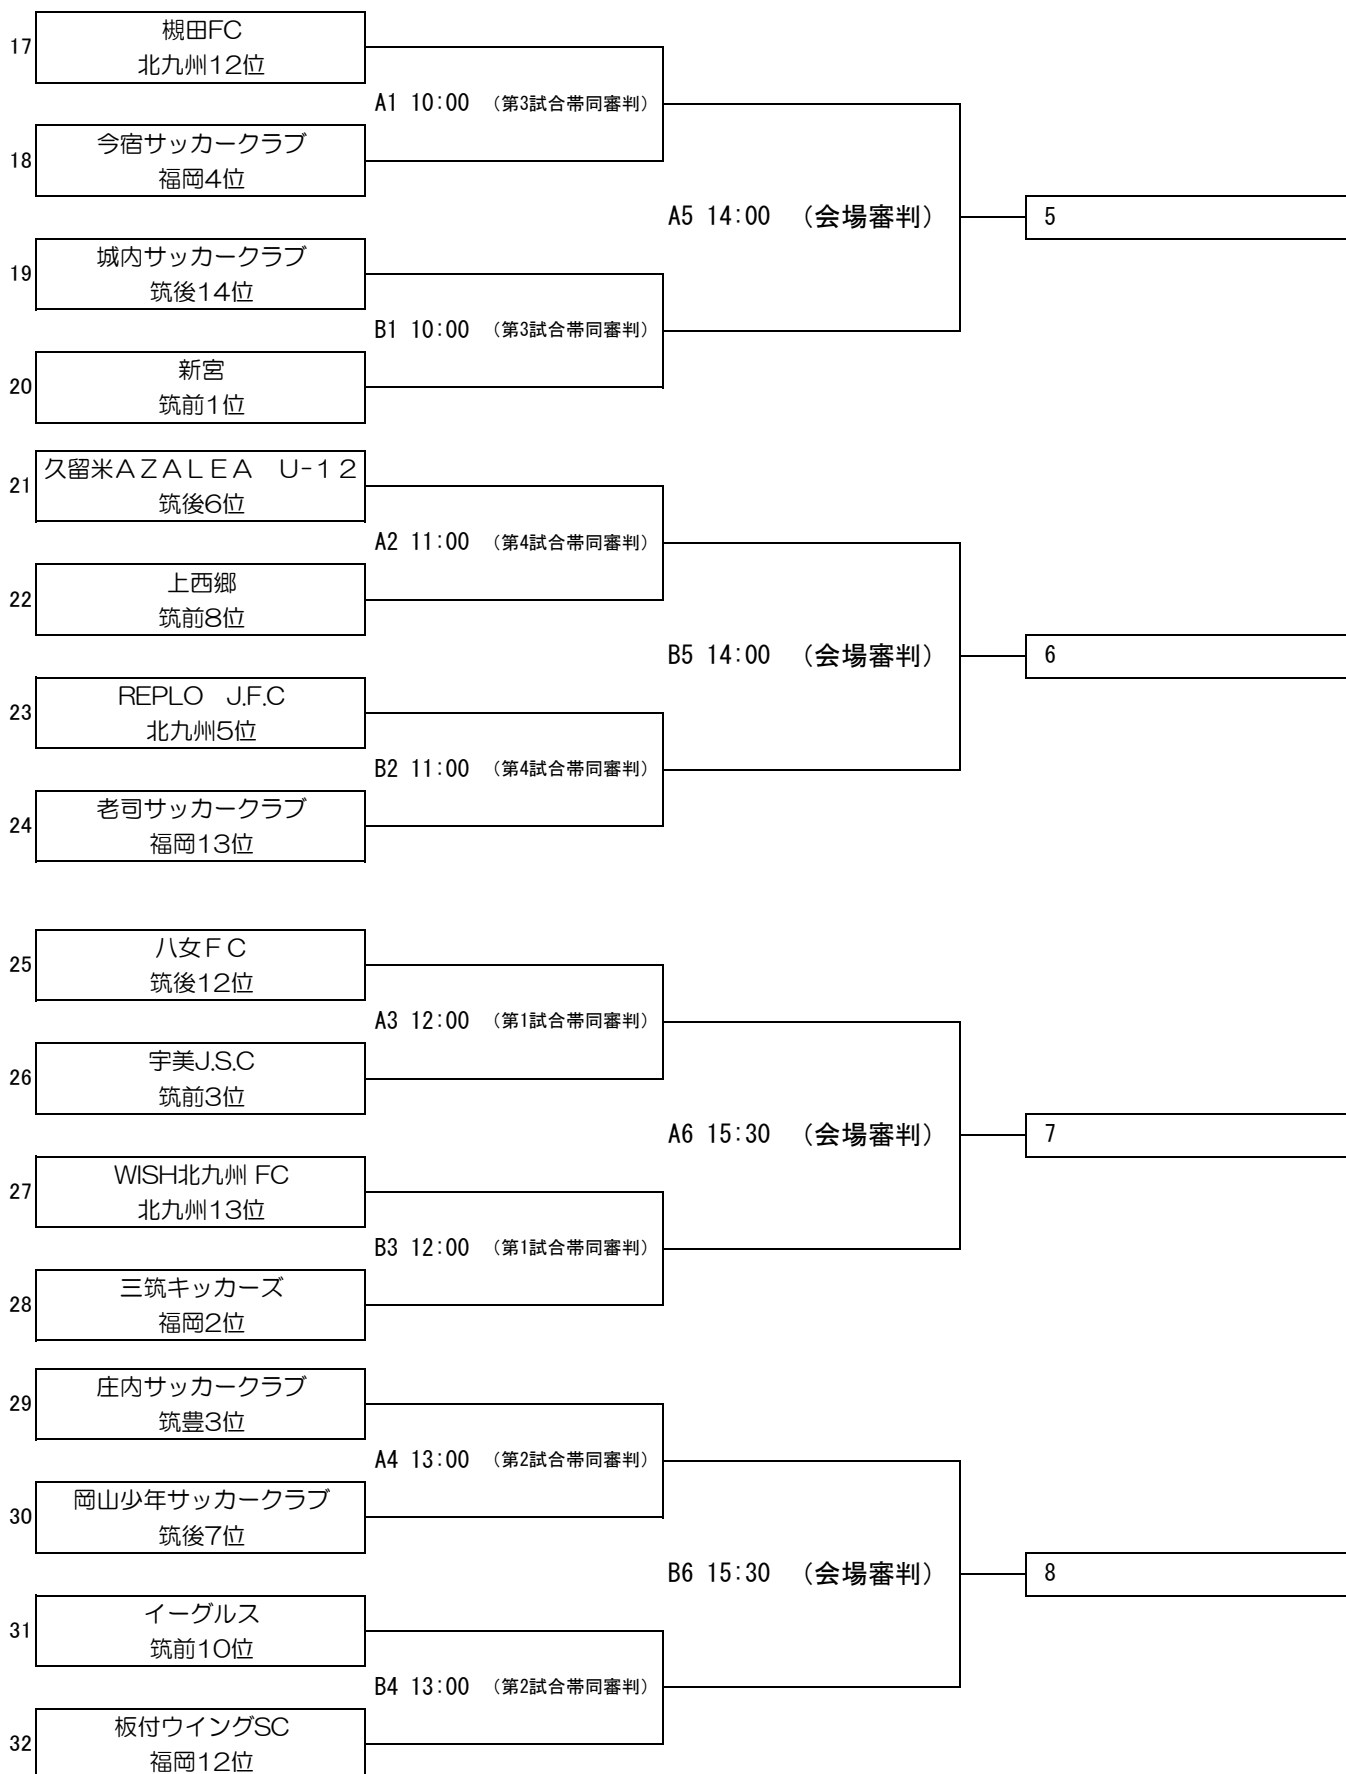 17
槻田FC
北九州12位
A1 10:00 (第3試合帯同審判)
18
今宿サッカークラブ
福岡4位
A5 14:00 (会場審判)
5
19
城内サッカークラブ
筑後14位
B1 10:00 (第3試合帯同審判)
20
新宮
筑前1位
21
久留米AZALEA U-12
筑後6位
A2 11:00 (第4試合帯同審判)
22
上西郷
筑前8位
B5 14:00 (会場審判)
6
23
REPLO J.F.C
北九州5位
B2 11:00 (第4試合帯同審判)
24
老司サッカークラブ
福岡13位
25
八女FC
筑後12位
A3 12:00 (第1試合帯同審判)
26
宇美J.S.C
筑前3位
A6 15:30 (会場審判)
7
27
WISH北九州 FC
北九州13位
B3 12:00 (第1試合帯同審判)
28
三筑キッカーズ
福岡2位
29
庄内サッカークラブ
筑豊3位
A4 13:00 (第2試合帯同審判)
30
岡山少年サッカークラブ
筑後7位
B6 15:30 (会場審判)
8
31
イーグルス
筑前10位
B4 13:00 (第2試合帯同審判)
32
板付ウイングSC
福岡12位